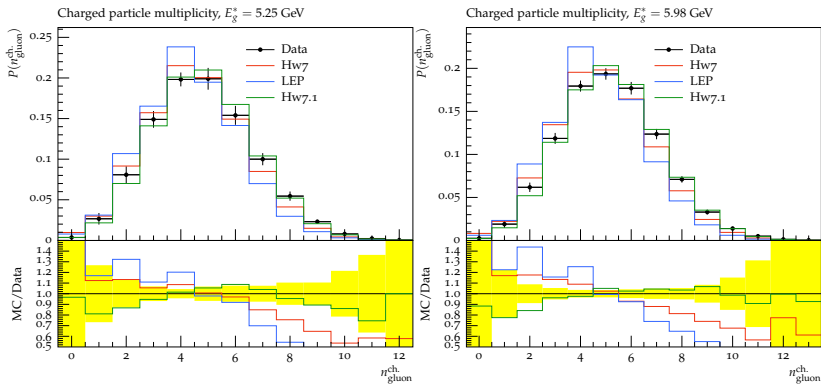 Charged particle multiplicity, E*g = 5.25 GeV
P(n^ch._gluon)
0.25
0.2
0.15
0.1
0.05
0
Data
Hw7
LEP
Hw7.1
MC/Data
1.4
1.3
1.2
1.1
1.0
0.9
0.8
0.7
0.6
0.5
0 2 4 6 8 10 12
n^ch._gluon
Charged particle multiplicity, E*g = 5.98 GeV
P(n^ch._gluon)
0.25
0.2
0.15
0.1
0.05
0
Data
Hw7
LEP
Hw7.1
MC/Data
1.4
1.3
1.2
1.1
1.0
0.9
0.8
0.7
0.6
0.5
0 2 4 6 8 10 12
n^ch._gluon